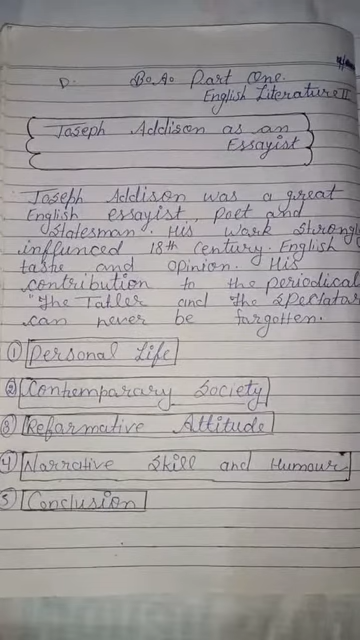 D. B.A. Part One.
English Literature II
Joseph Addison as an
Essayist
Joseph Addison was a great
English essayist, Poet and
Statesman. His work strongly
influnced 18th century. English
taste and opinion. His
contribution to the periodical
"The Tatler and the Spectator
can never be forgotten.
① Personal Life
② Contemparary Society
③ Reformative Attitude
④ Narrative Skill and Humour
⑤ Conclusion